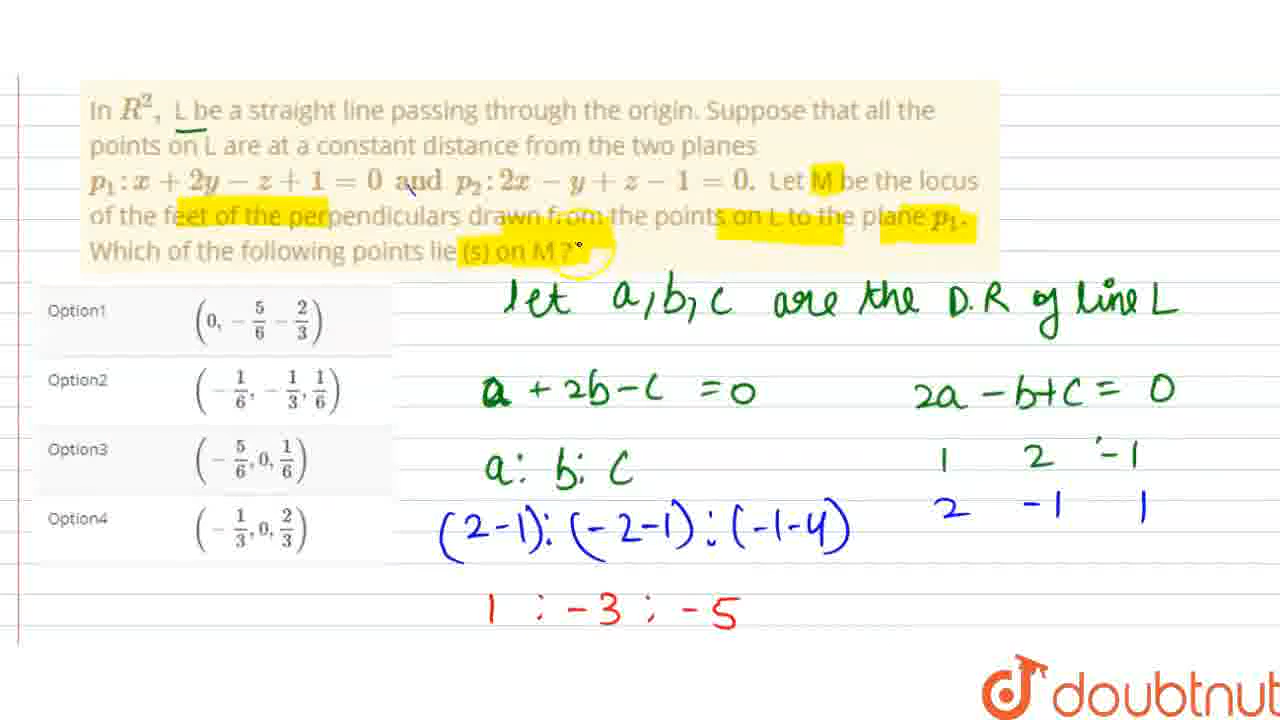 In R², L be a straight line passing through the origin. Suppose that all the
points on L are at a constant distance from the two planes
p₁ : x + 2y − z + 1 = 0 and p₂ : 2x − y + z − 1 = 0. Let M be the locus
of the feet of the perpendiculars drawn from the points on L to the plane p₁.
Which of the following points lie (s) on M ?
Option1 (0, −5/6 −2/3)
Option2 (−1/6, −1/3, 1/6)
Option3 (−5/6, 0, 1/6)
Option4 (−1/3, 0, 2/3)
let a, b, c are the D.R of line L
a + 2b − c = 0 2a − b + c = 0
a : b : c 1 2 −1
(2−1) : (−2−1) : (−1−4) 2 −1 1
1 : −3 : −5
doubtnut